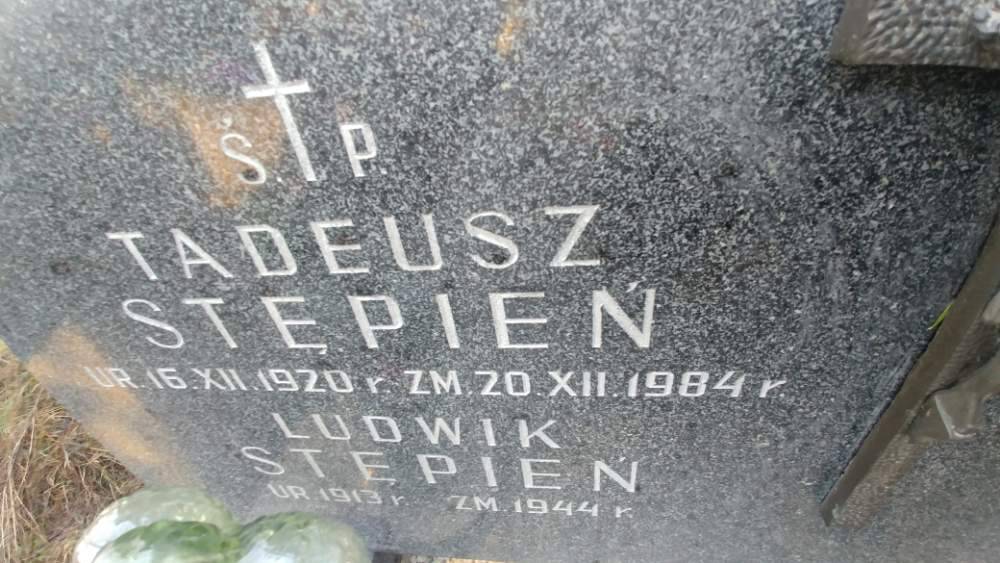 Ś. P.
TADEUSZ
STĘPIEŃ
UR. 16.XII.1920 r. ZM. 20.XII.1984 r.
LUDWIK
STĘPIEŃ
UR. 1913 r. ZM. 1944 r.